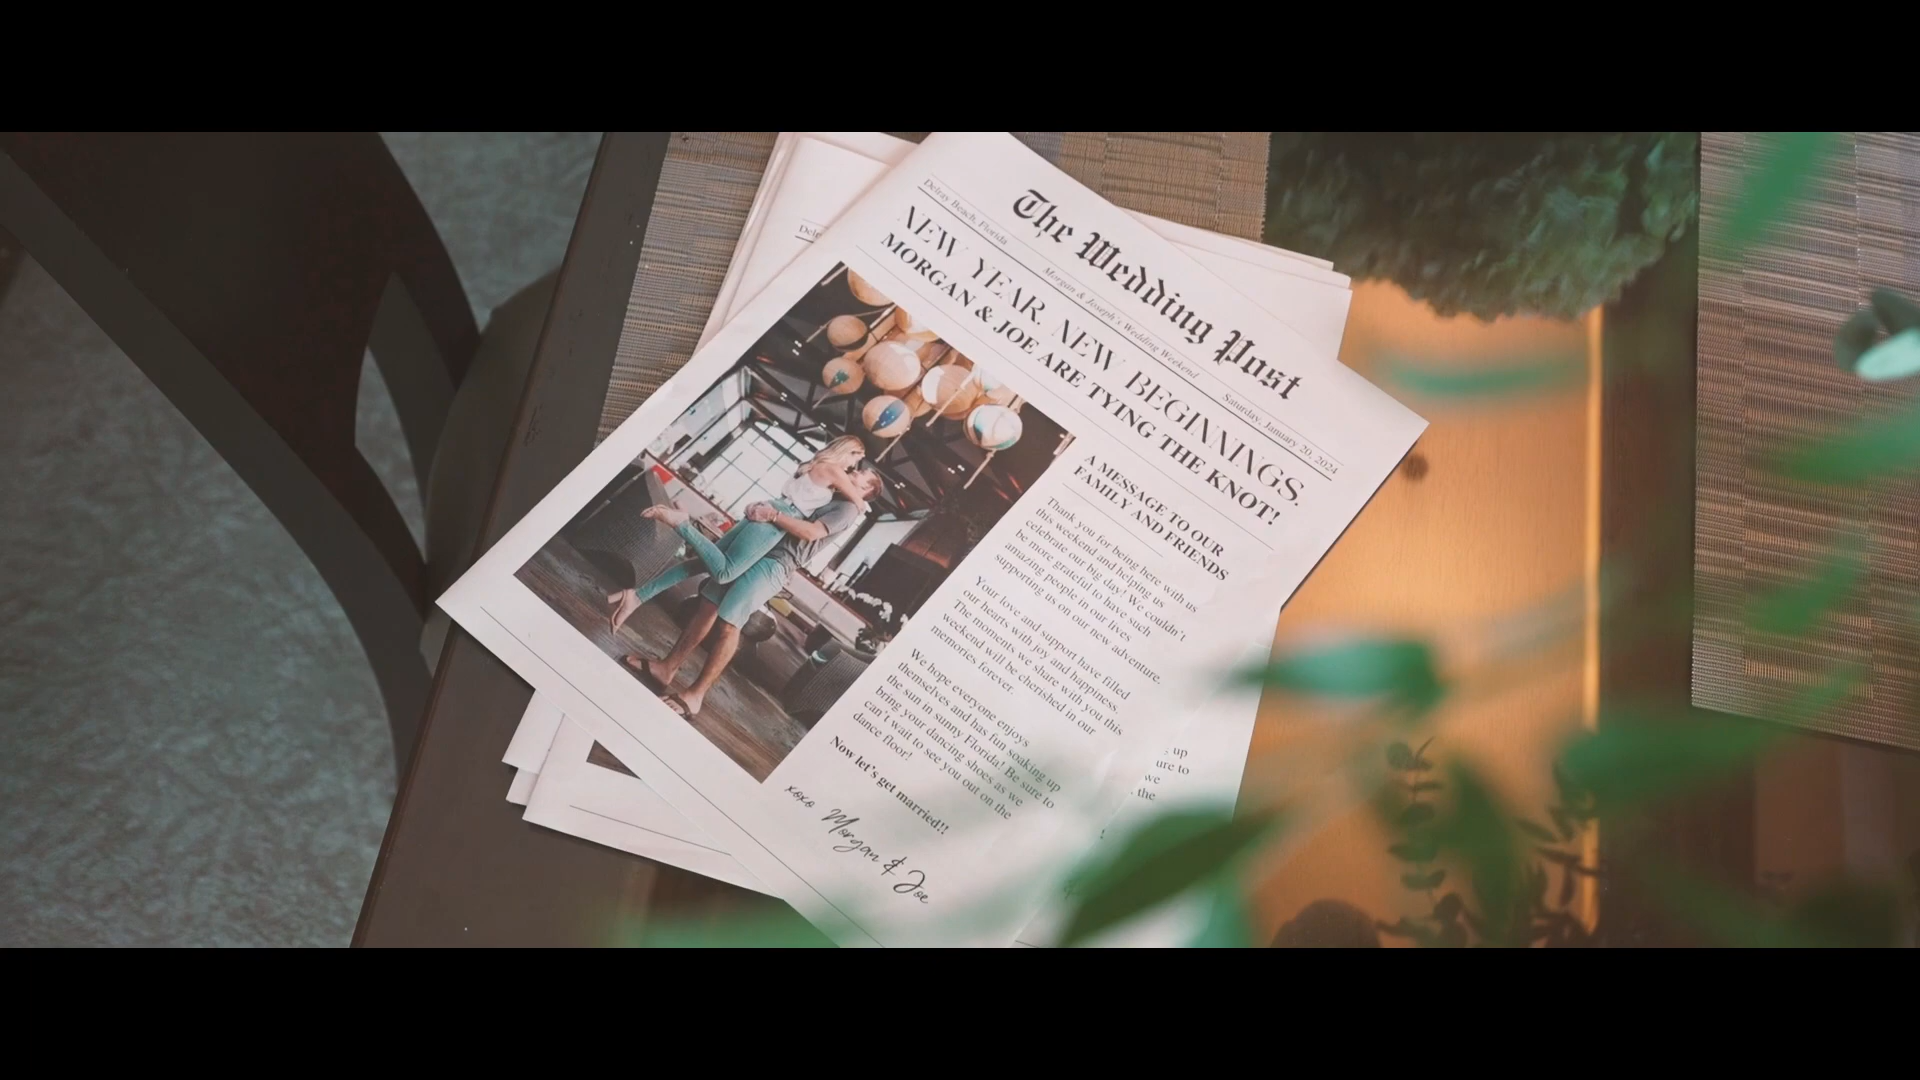 The Wedding Post
Delray Beach, Florida
Morgan & Joseph's Wedding Weekend
Saturday, January 20, 2024
NEW YEAR. NEW BEGINNINGS.
MORGAN & JOE ARE TYING THE KNOT!
A MESSAGE TO OUR
FAMILY AND FRIENDS
Thank you for being here with us
this weekend and helping us
celebrate our big day! We couldn't
be more grateful to have such
amazing people in our lives
supporting us on our new adventure.
Your love and support have filled
our hearts with joy and happiness.
The moments we share with you this
weekend will be cherished in our
memories forever.
We hope everyone enjoys
themselves and has fun soaking up
the sun in sunny Florida! Be sure to
bring your dancing shoes as we
can't wait to see you out on the
dance floor!
Now let's get married!!
xoxo Morgan & Joe
up
ure to
we
the